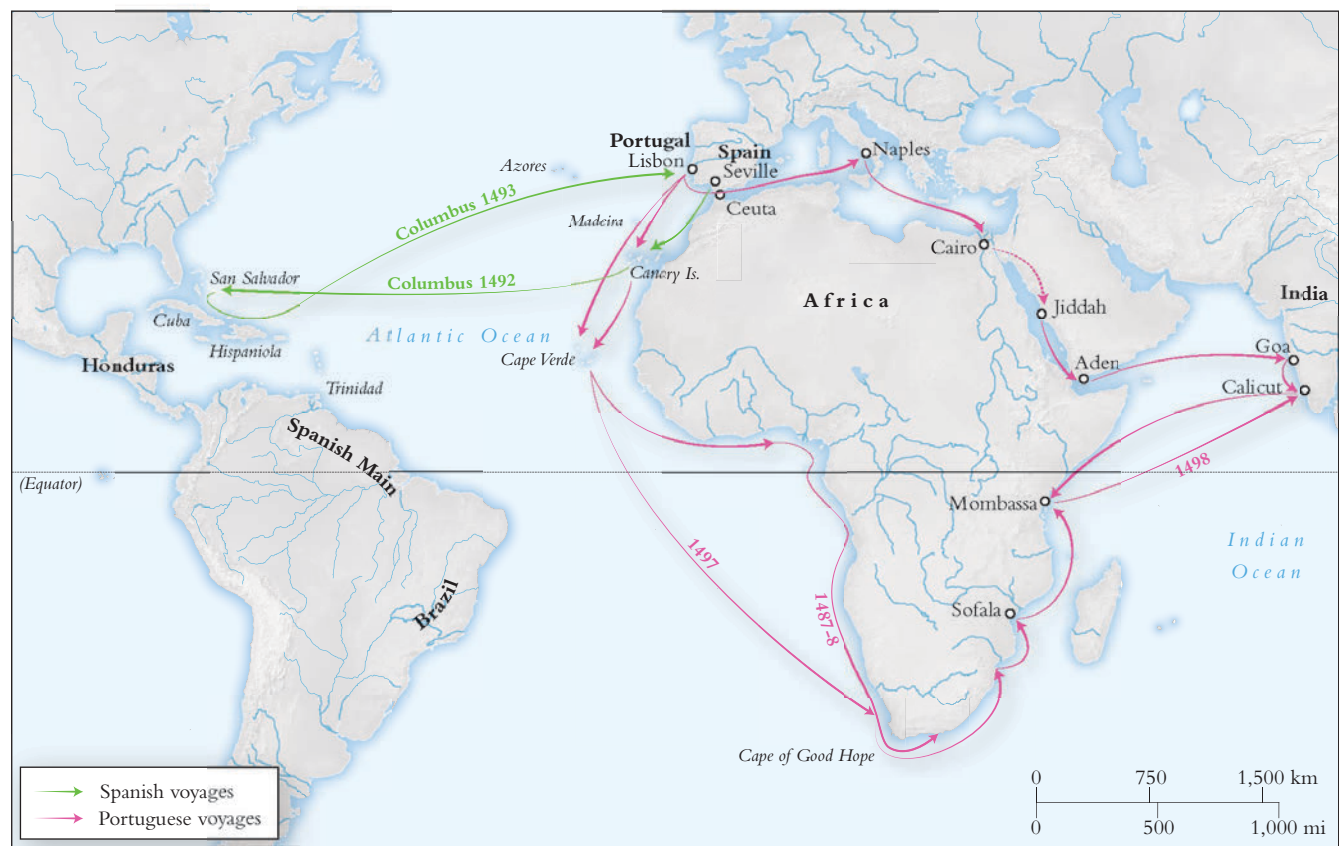 Portugal
Lisbon
Spain
Seville
Naples
Azores
Ceuta
Columbus 1493
Madeira
Cairo
San Salvador
Canary Is.
Columbus 1492
Africa
India
Cuba
Jiddah
Atlantic Ocean
Hispaniola
Cape Verde
Goa
Honduras
Aden
Calicut
Trinidad
Spanish Main
1498
(Equator)
Mombassa
1497
Indian
Ocean
Brazil
1487-8
Sofala
Cape of Good Hope
0 750 1,500 km
0 500 1,000 mi
Spanish voyages
Portuguese voyages